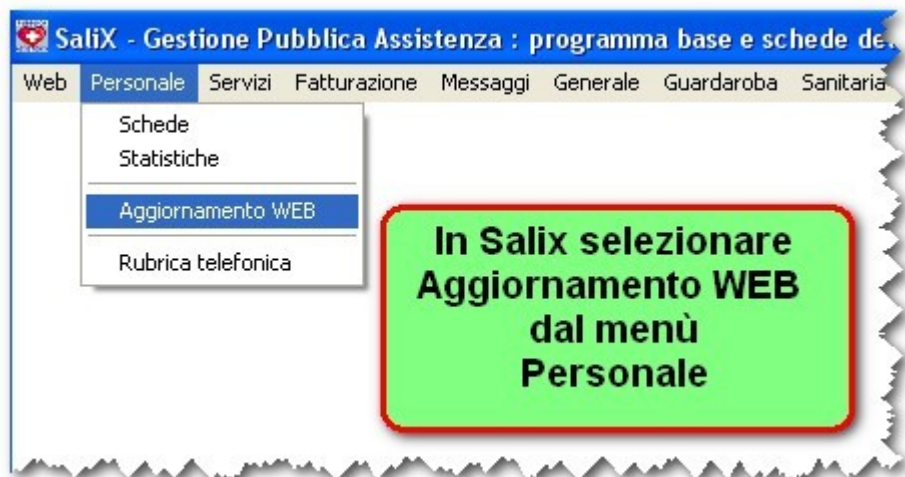 SaliX - Gestione Pubblica Assistenza : programma base e schede
Web Personale Servizi Fatturazione Messaggi Generale Guardaroba Sanitaria
Schede
Statistiche
Aggiornamento WEB
Rubrica telefonica
In Salix selezionare
Aggiornamento WEB
dal menù
Personale